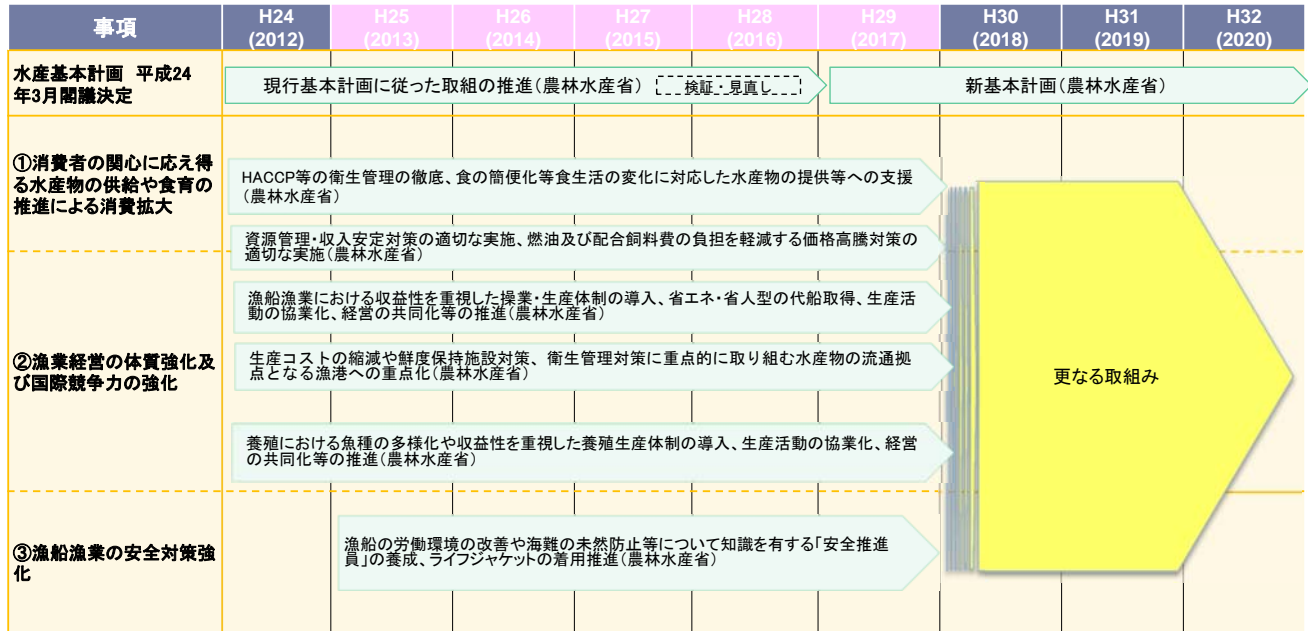 事項
H24
(2012)
H25
(2013)
H26
(2014)
H27
(2015)
H28
(2016)
H29
(2017)
H30
(2018)
H31
(2019)
H32
(2020)
水産基本計画 平成24
年3月閣議決定
現行基本計画に従った取組の推進(農林水産省)
検証・見直し
新基本計画(農林水産省)
①消費者の関心に応え得
る水産物の供給や食育の
推進による消費拡大
HACCP等の衛生管理の徹底、食の簡便化等食生活の変化に対応した水産物の提供等への支援
(農林水産省)
資源管理・収入安定対策の適切な実施、燃油及び配合飼料費の負担を軽減する価格高騰対策の
適切な実施(農林水産省)
②漁業経営の体質強化及
び国際競争力の強化
漁船漁業における収益性を重視した操業・生産体制の導入、省エネ・省人型の代船取得、生産活
動の協業化、経営の共同化等の推進(農林水産省)
生産コストの縮減や鮮度保持施設対策、衛生管理対策に重点的に取り組む水産物の流通拠
点となる漁港への重点化(農林水産省)
養殖における魚種の多様化や収益性を重視した養殖生産体制の導入、生産活動の協業化、経営
の共同化等の推進(農林水産省)
更なる取組み
③漁船漁業の安全対策強
化
漁船の労働環境の改善や海難の未然防止等について知識を有する「安全推進
員」の養成、ライフジャケットの着用推進(農林水産省)